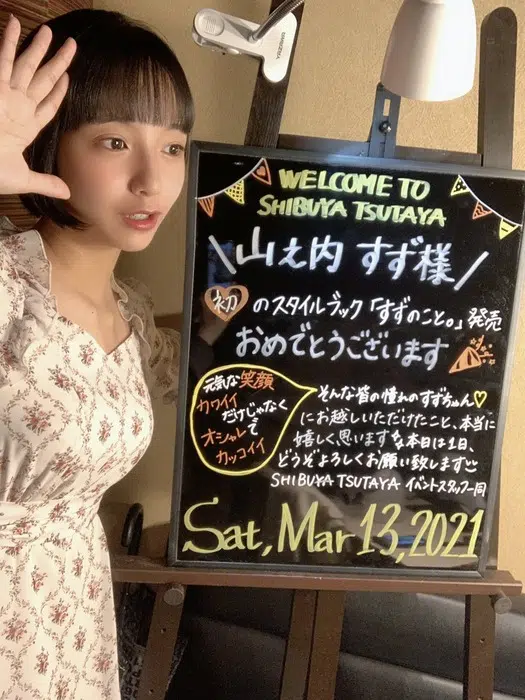 WELCOME TO
SHIBUYA TSUTAYA
\山之内 すず様/
初のスタイルブック「すずのこと。」発売
おめでとうございます
元気な笑顔
カワイイ
だけじゃなく
オシャレで
カッコイイ
そんな皆の憧れのすずちゃん♡
にお越しいただけたこと、本当に
嬉しく思います。本日は1日、
どうぞよろしくお願い致します
SHIBUYA TSUTAYA イベントスタッフ一同
Sat, Mar 13, 2021